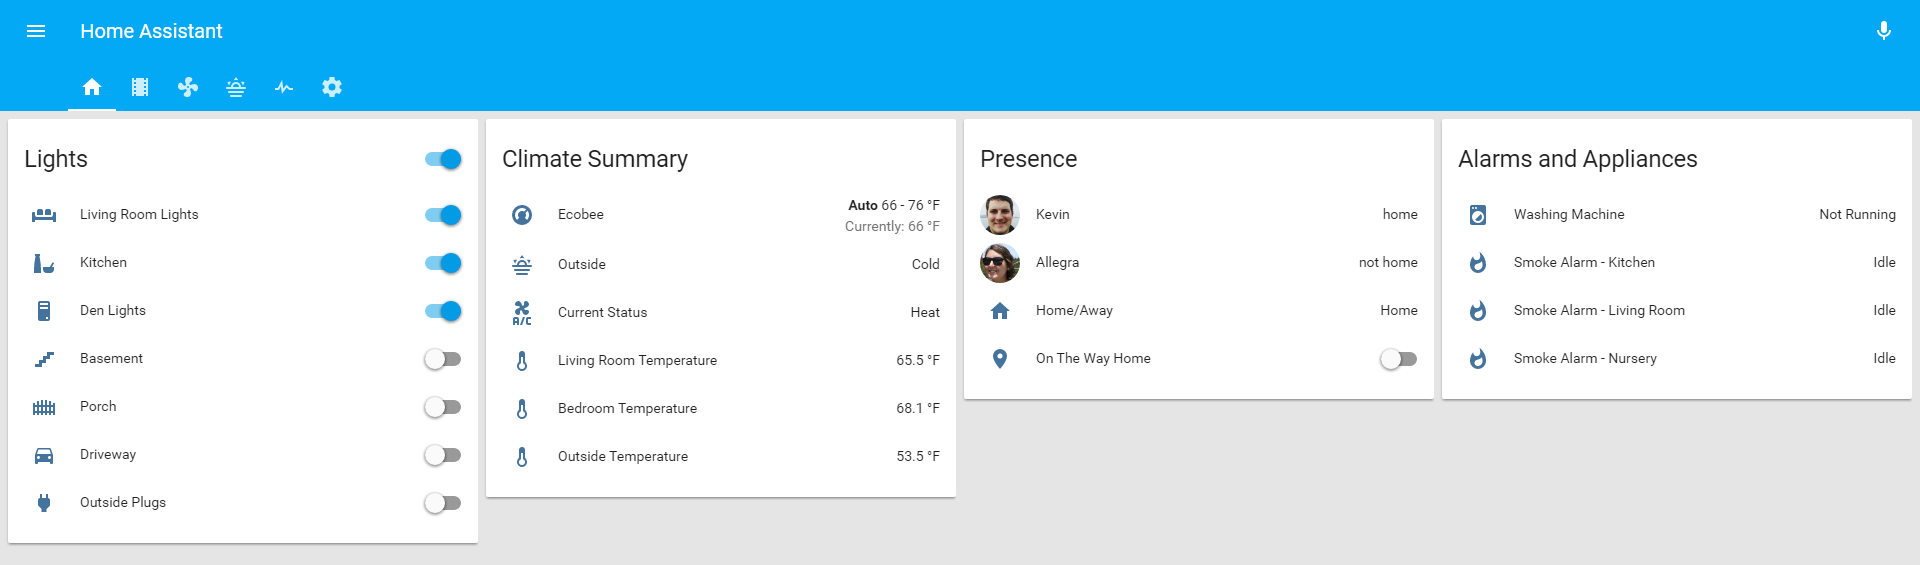 Home Assistant
Lights
Living Room Lights
Kitchen
Den Lights
Basement
Porch
Driveway
Outside Plugs
Climate Summary
Ecobee Auto 66 - 76 °F
Currently: 66 °F
Outside Cold
A/C Current Status Heat
Living Room Temperature 65.5 °F
Bedroom Temperature 68.1 °F
Outside Temperature 53.5 °F
Presence
Kevin home
Allegra not home
Home/Away Home
On The Way Home
Alarms and Appliances
Washing Machine Not Running
Smoke Alarm - Kitchen Idle
Smoke Alarm - Living Room Idle
Smoke Alarm - Nursery Idle